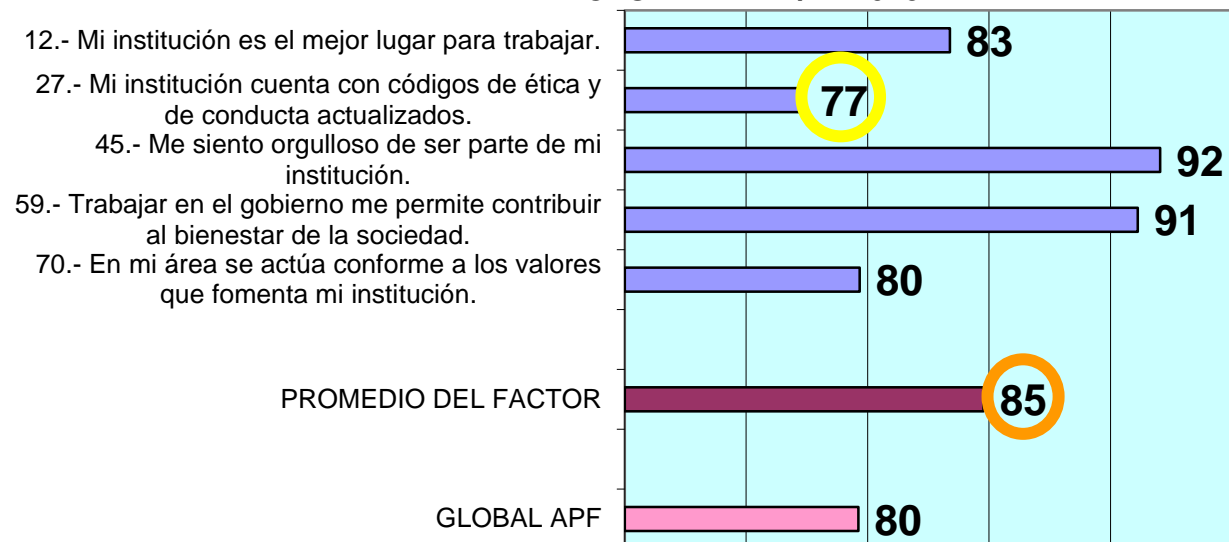 12.- Mi institución es el mejor lugar para trabajar.
83
27.- Mi institución cuenta con códigos de ética y
de conducta actualizados.
77
45.- Me siento orgulloso de ser parte de mi
institución.
92
59.- Trabajar en el gobierno me permite contribuir
al bienestar de la sociedad.
91
70.- En mi área se actúa conforme a los valores
que fomenta mi institución.
80
PROMEDIO DEL FACTOR
85
GLOBAL APF
80